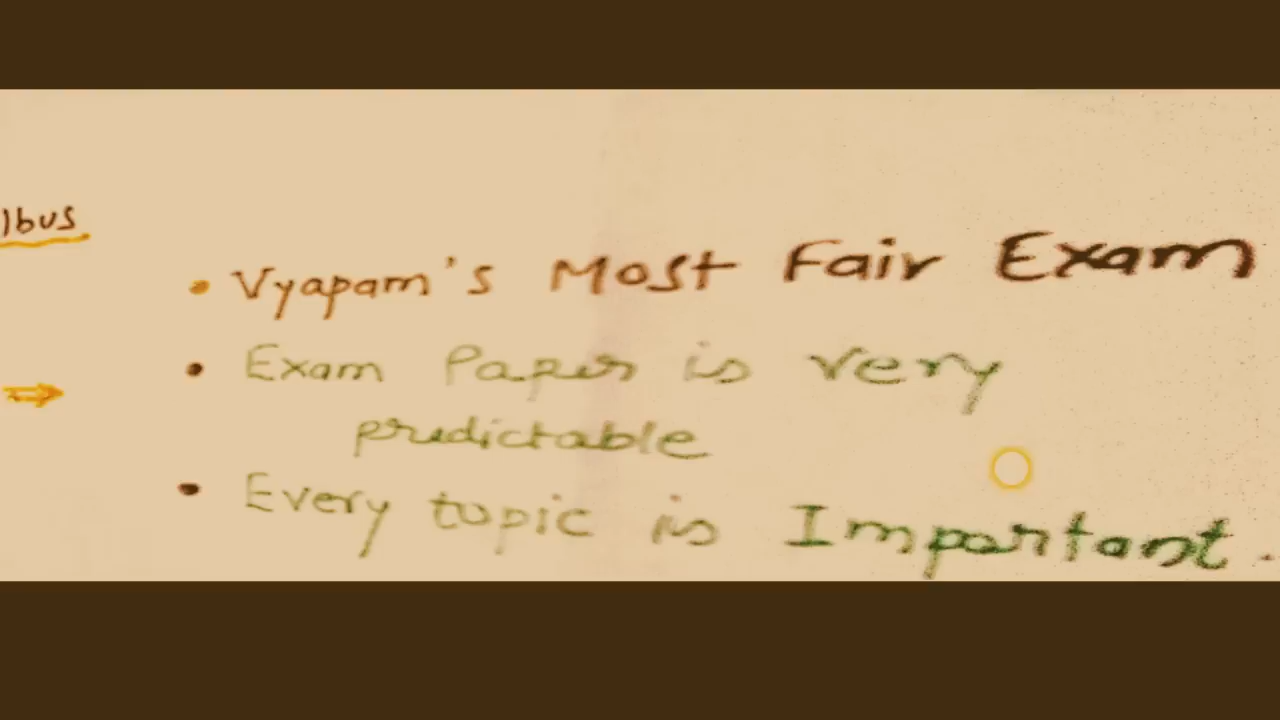 lbus
• Vyapam's Most Fair Exam
• Exam Paper is very
predictable
• Every topic is Important.